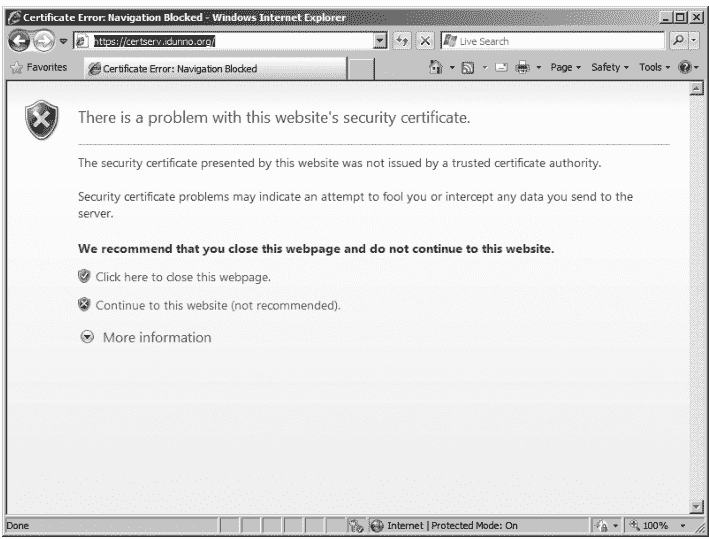 Certificate Error: Navigation Blocked - Windows Internet Explorer
https://certserv.idunno.org/
Live Search
Favorites
Certificate Error: Navigation Blocked
Page
Safety
Tools
There is a problem with this website's security certificate.
The security certificate presented by this website was not issued by a trusted certificate authority.
Security certificate problems may indicate an attempt to fool you or intercept any data you send to the
server.
We recommend that you close this webpage and do not continue to this website.
Click here to close this webpage.
Continue to this website (not recommended).
More information
Done
Internet | Protected Mode: On
100%